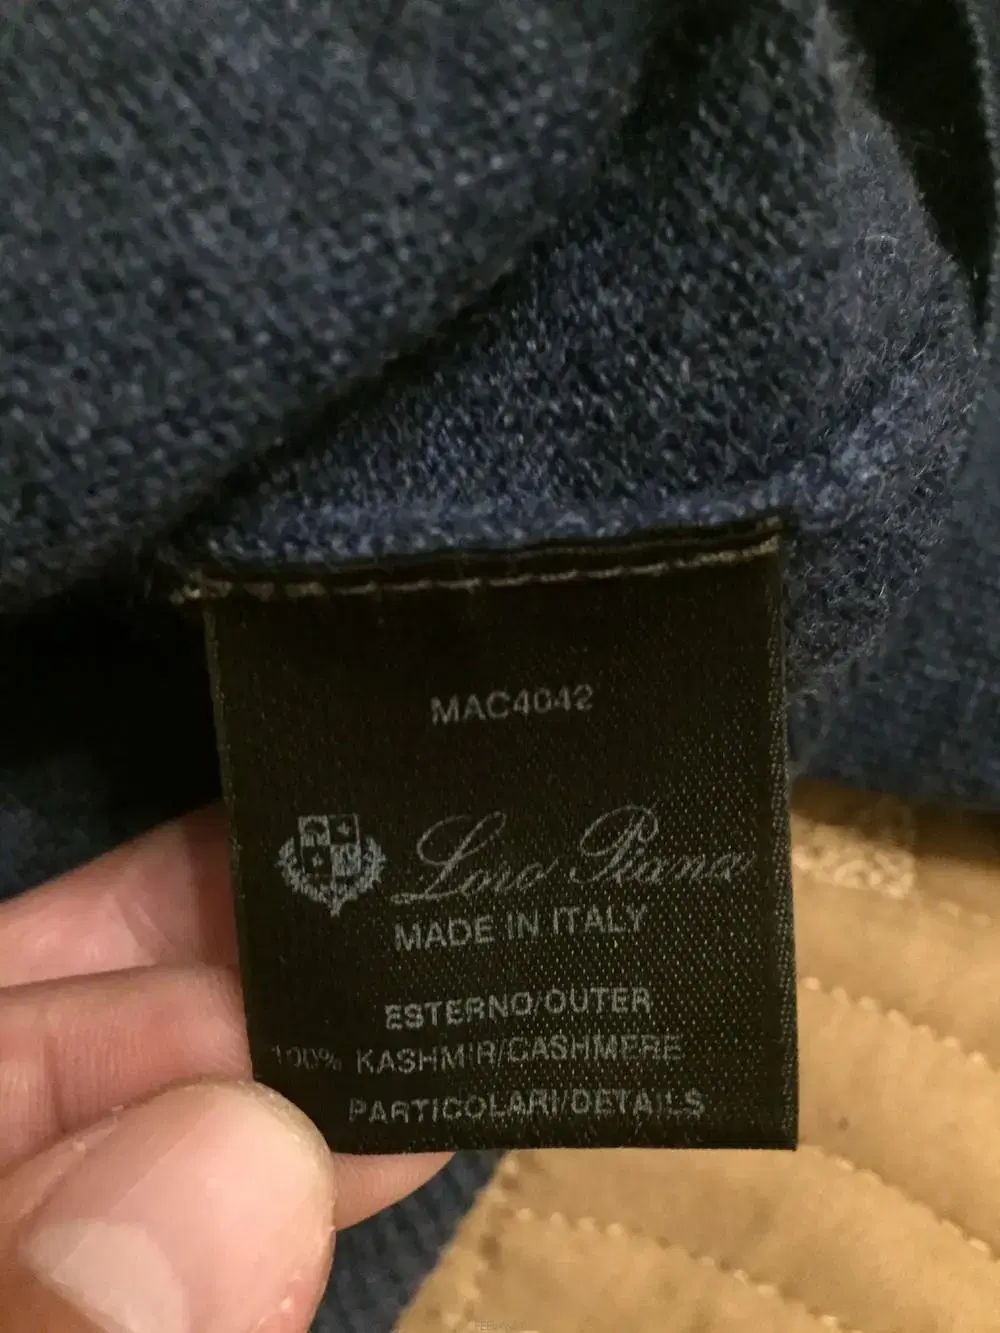 MAC4042
Loro Piana
MADE IN ITALY
ESTERNO/OUTER
100% KASHMIR/CASHMERE
PARTICOLARI/DETAILS